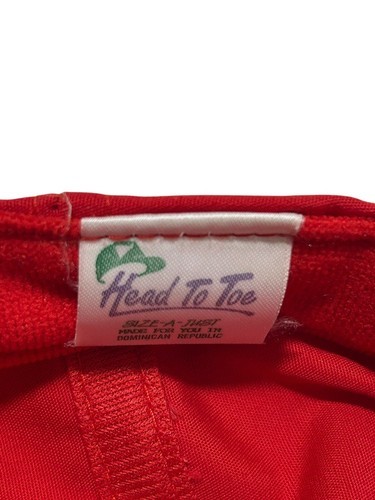 Head To Toe
SIZE-A-JUST
MADE FOR YOU IN
DOMINICAN REPUBLIC